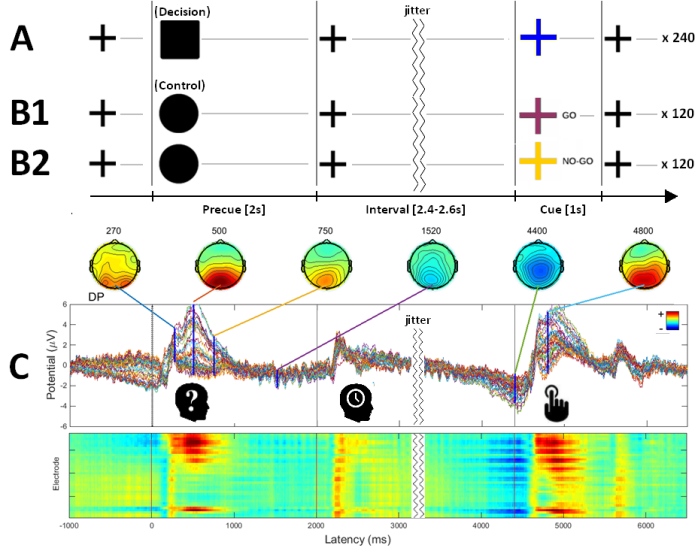 jitter
(Decision)
A
x 240
(Control)
B1
GO
x 120
B2
NO-GO
x 120
Precue [2s]
Interval [2.4-2.6s]
Cue [1s]
270
500
750
1520
4400
4800
DP
6
4
2
0
-2
-4
-6
Potential (µV)
C
?
jitter
+
-
Electrode
-1000
0
1000
2000
3000
4000
5000
6000
Latency (ms)